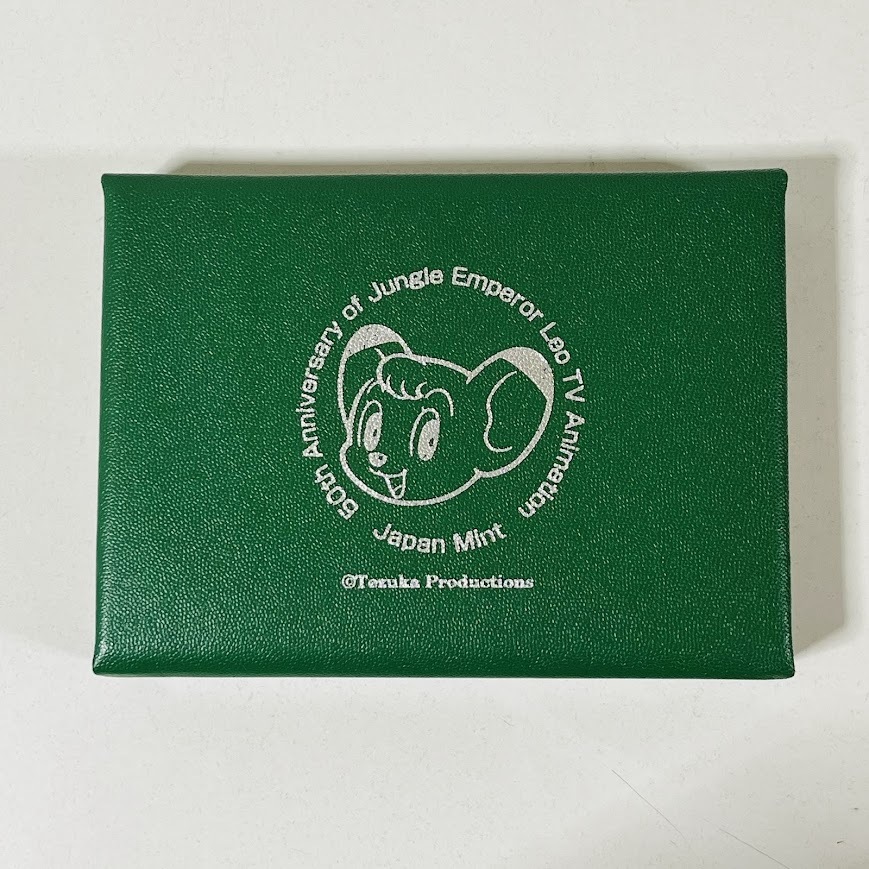 50th Anniversary of Jungle Emperor Leo TV Animation
Japan Mint
©Tezuka Productions